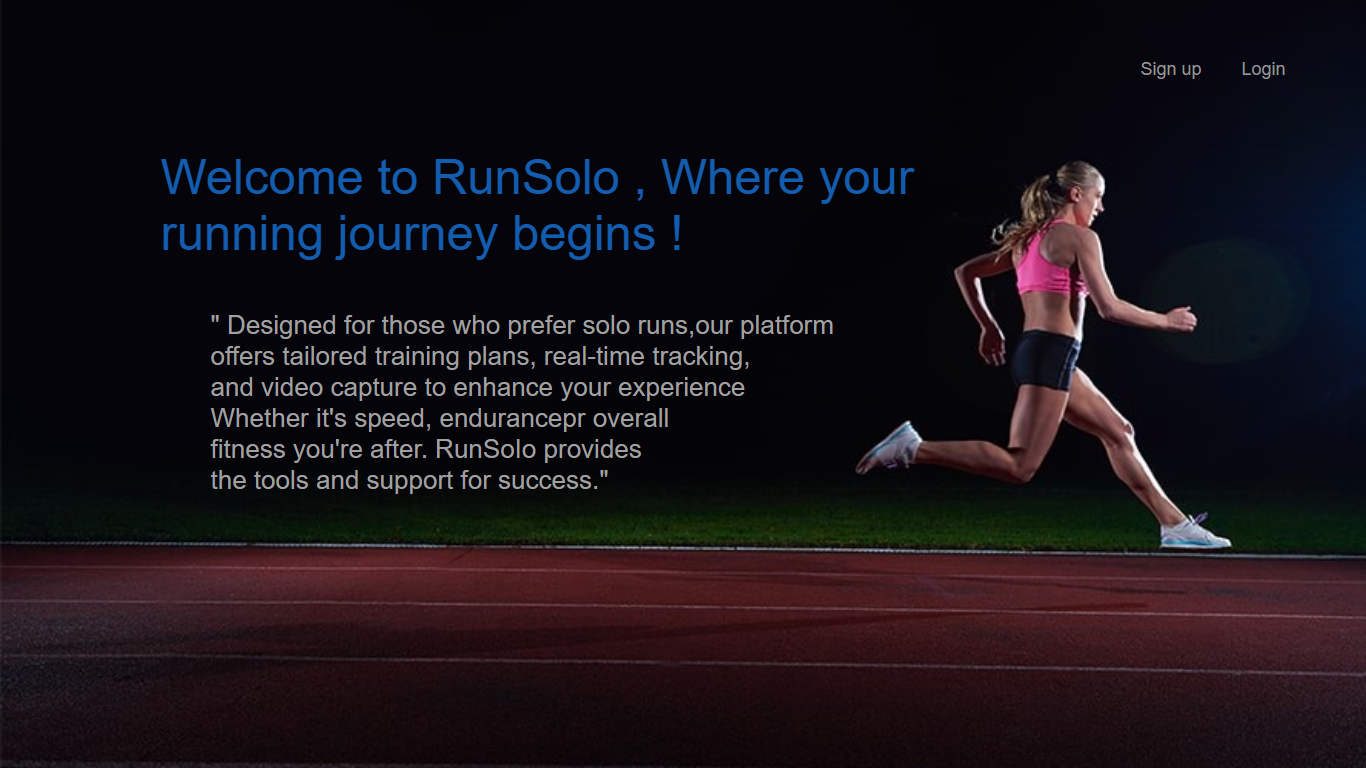 Sign up Login
Welcome to RunSolo , Where your
running journey begins !
" Designed for those who prefer solo runs,our platform
offers tailored training plans, real-time tracking,
and video capture to enhance your experience
Whether it's speed, endurancepr overall
fitness you're after. RunSolo provides
the tools and support for success."